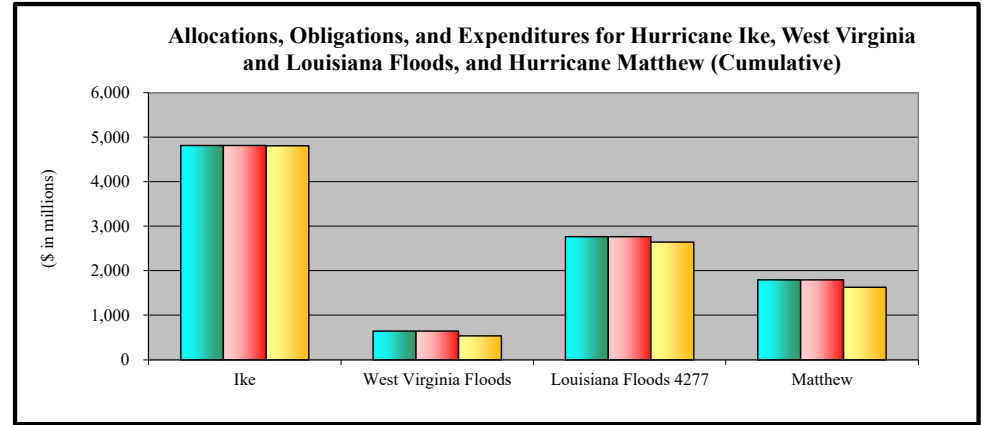 Allocations, Obligations, and Expenditures for Hurricane Ike, West Virginia
and Louisiana Floods, and Hurricane Matthew (Cumulative)
6,000
5,000
4,000
3,000
2,000
1,000
0
($ in millions)
Ike
West Virginia Floods
Louisiana Floods 4277
Matthew